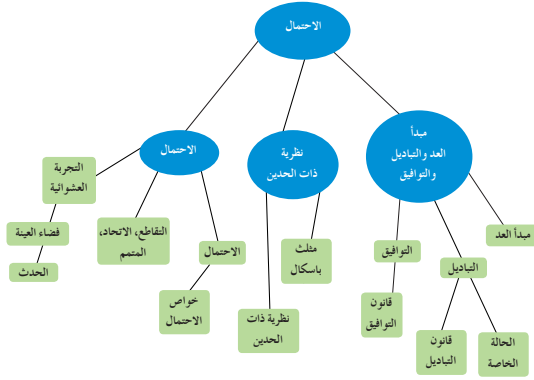 الاحتمال
مبدأ
العد والتباديل
والتوافيق
نظرية
ذات الحدين
الاحتمال
مبدأ العد
التباديل
الحالة
الخاصة
قانون
التباديل
التوافيق
قانون
التوافيق
مثلث
باسكال
نظرية ذات
الحدين
الاحتمال
خواص
الاحتمال
التقاطع، الاتحاد،
المتمم
التجربة
العشوائية
فضاء العينة
الحدث